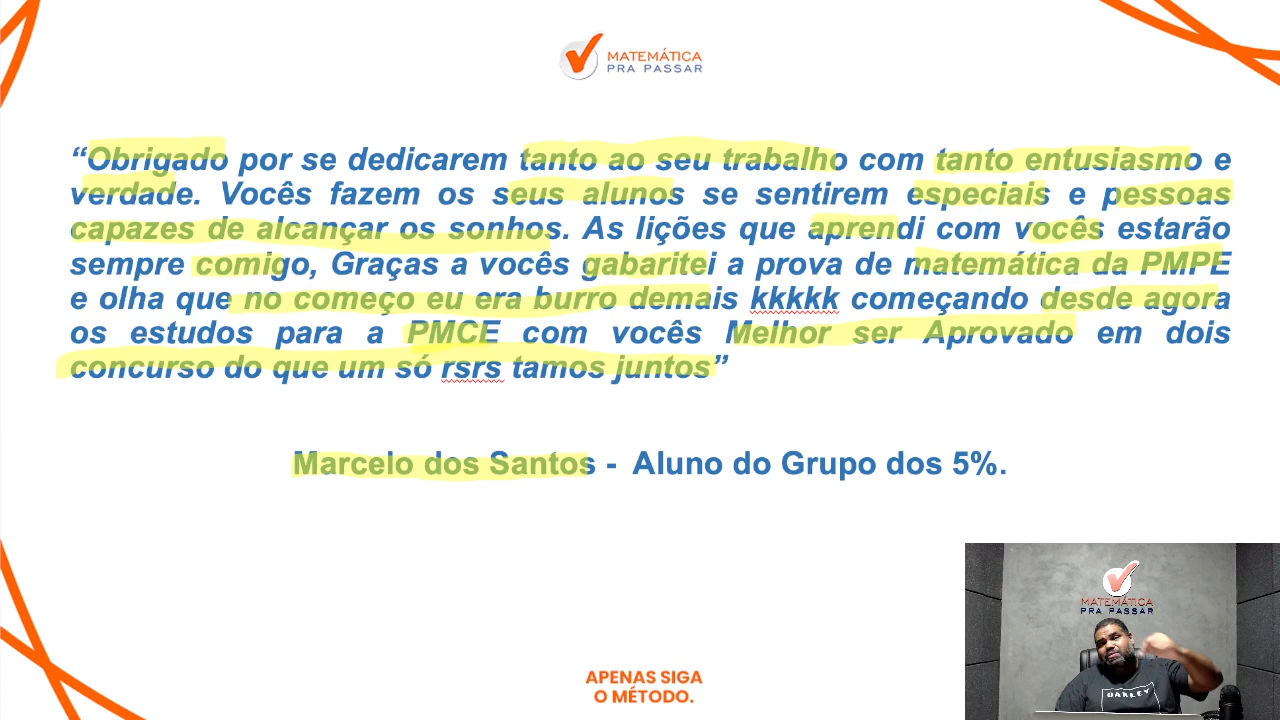 MATEMÁTICA
PRA PASSAR
“Obrigado por se dedicarem tanto ao seu trabalho com tanto entusiasmo e
verdade. Vocês fazem os seus alunos se sentirem especiais e pessoas
capazes de alcançar os sonhos. As lições que aprendi com vocês estarão
sempre comigo, Graças a vocês gabaritei a prova de matemática da PMPE
e olha que no começo eu era burro demais kkkkk começando desde agora
os estudos para a PMCE com vocês Melhor ser Aprovado em dois
concurso do que um só rsrs tamos juntos”
Marcelo dos Santos - Aluno do Grupo dos 5%.
MATEMÁTICA
PRA PASSAR
OAKLEY
APENAS SIGA
O MÉTODO.